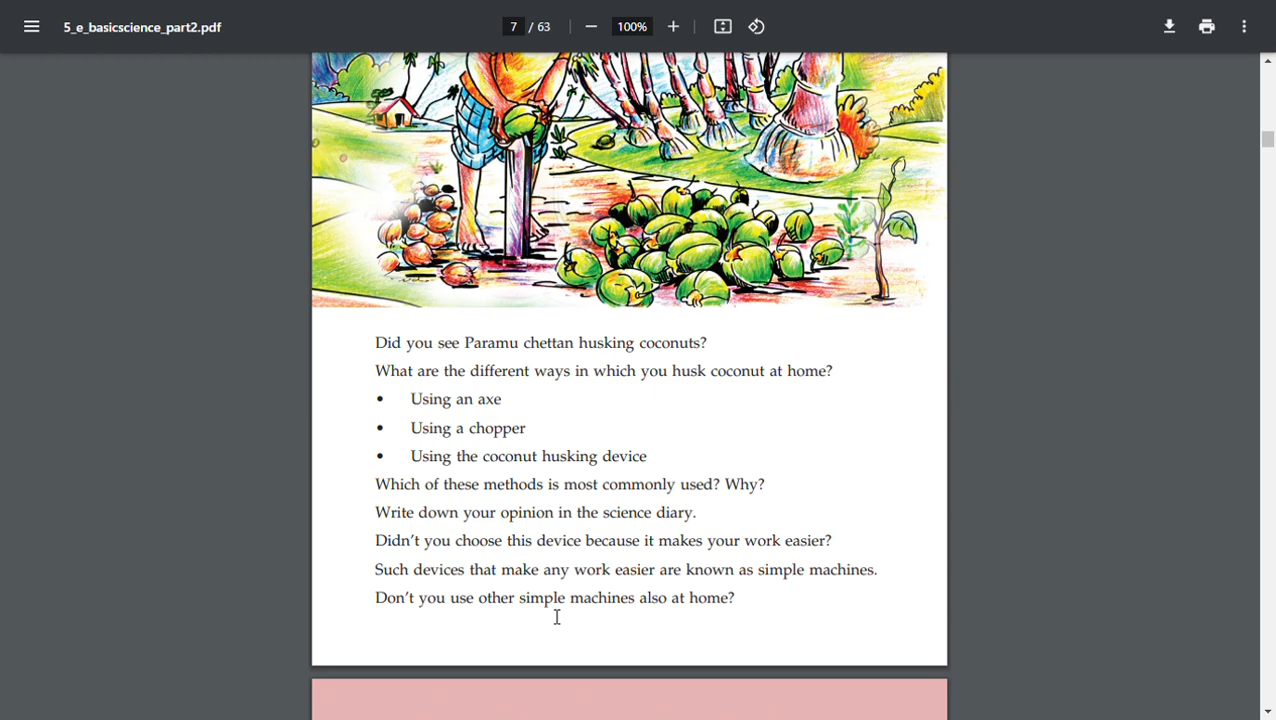 5_e_basicscience_part2.pdf
7 / 63
100%
Did you see Paramu chettan husking coconuts?
What are the different ways in which you husk coconut at home?
• Using an axe
• Using a chopper
• Using the coconut husking device
Which of these methods is most commonly used? Why?
Write down your opinion in the science diary.
Didn’t you choose this device because it makes your work easier?
Such devices that make any work easier are known as simple machines.
Don’t you use other simple machines also at home?